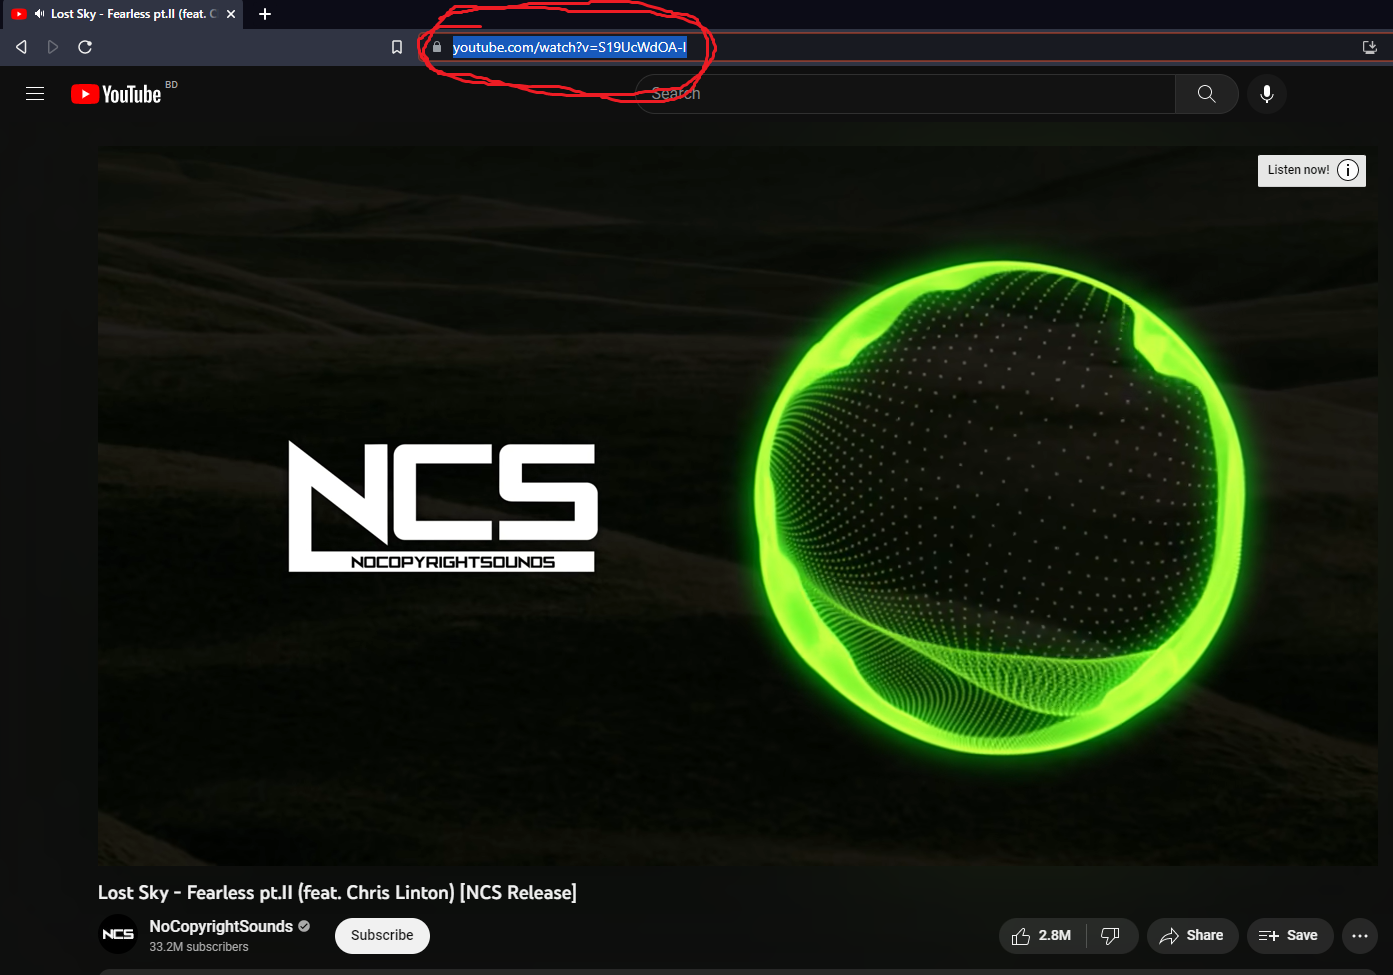 Lost Sky - Fearless pt.II (feat. C
youtube.com/watch?v=S19UcWdOA-I
YouTube BD
Search
Listen now!
NCS
NOCOPYRIGHTSOUNDS
Lost Sky - Fearless pt.II (feat. Chris Linton) [NCS Release]
NCS
NoCopyrightSounds
33.2M subscribers
Subscribe
2.8M
Share
Save